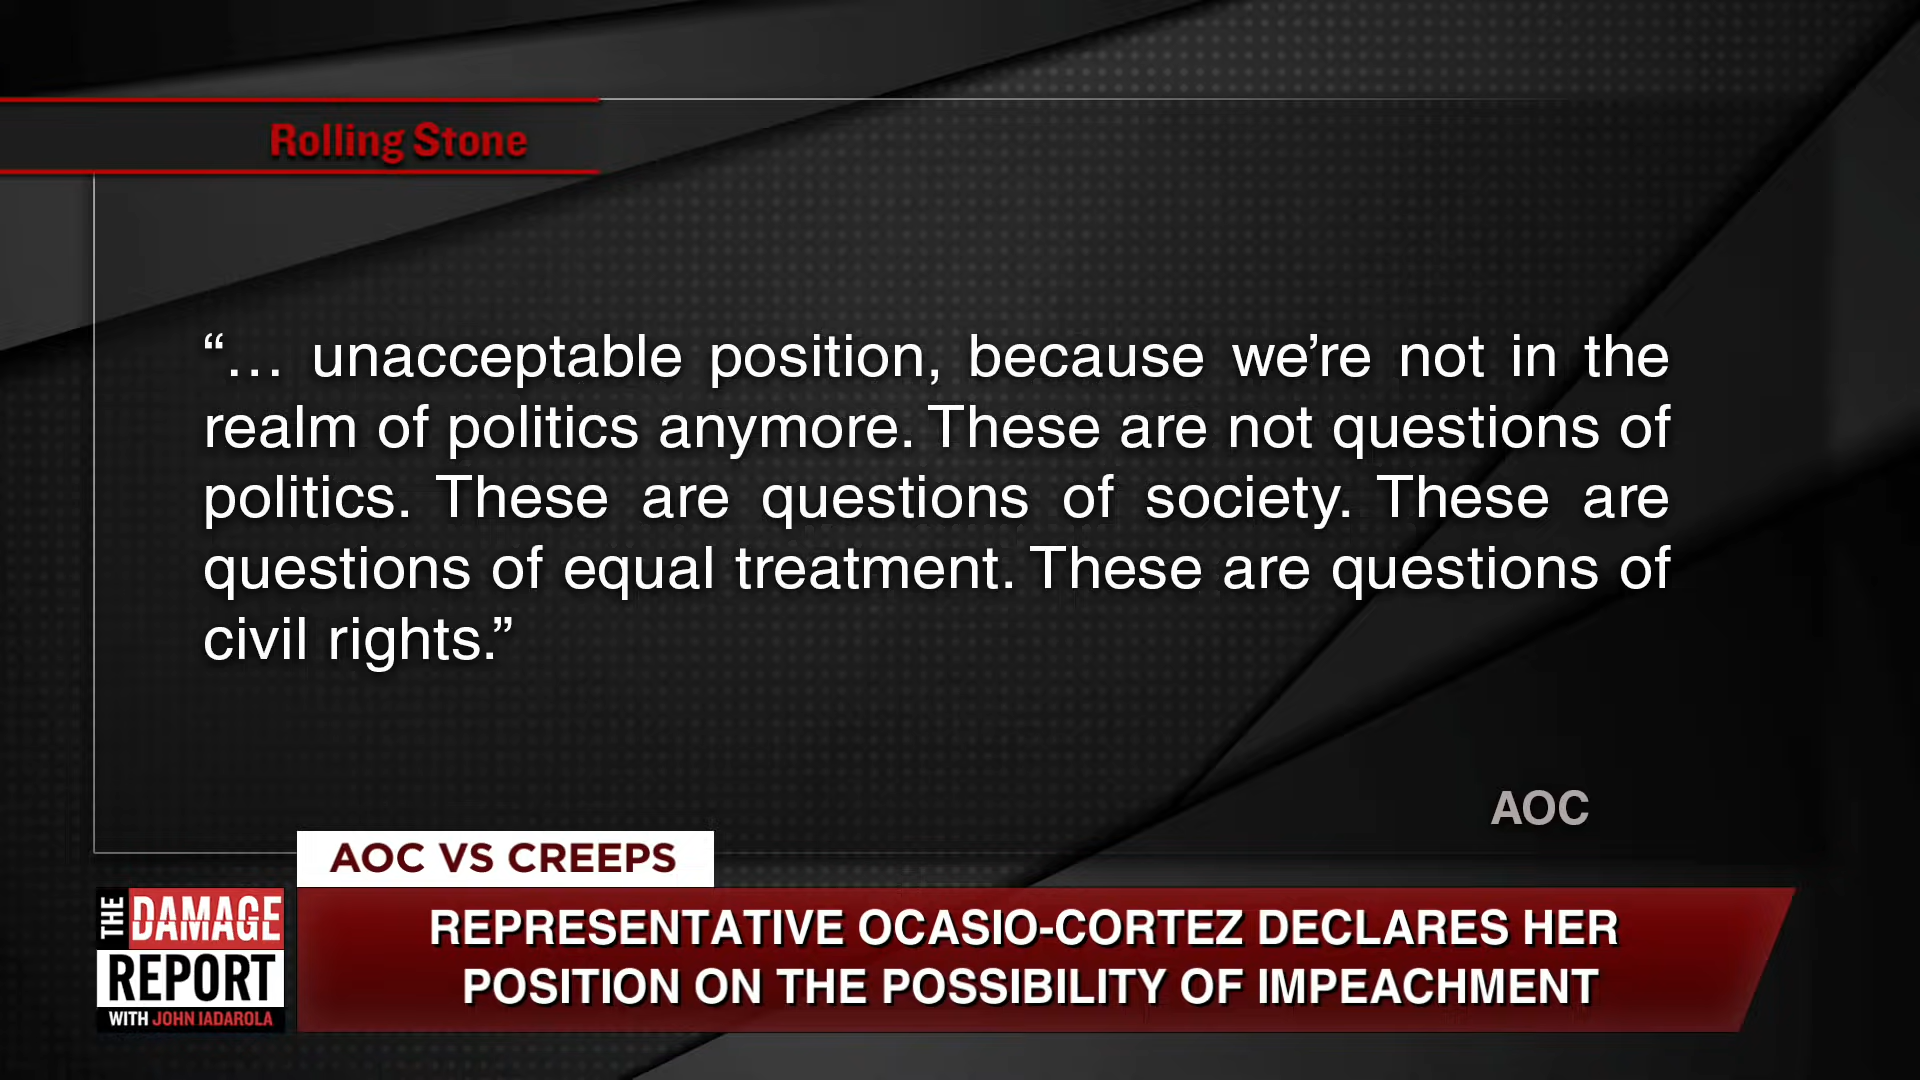 Rolling Stone
“… unacceptable position, because we’re not in the
realm of politics anymore. These are not questions of
politics. These are questions of society. These are
questions of equal treatment. These are questions of
civil rights.”
AOC
AOC VS CREEPS
THE DAMAGE
REPORT
WITH JOHN IADAROLA
REPRESENTATIVE OCASIO-CORTEZ DECLARES HER
POSITION ON THE POSSIBILITY OF IMPEACHMENT